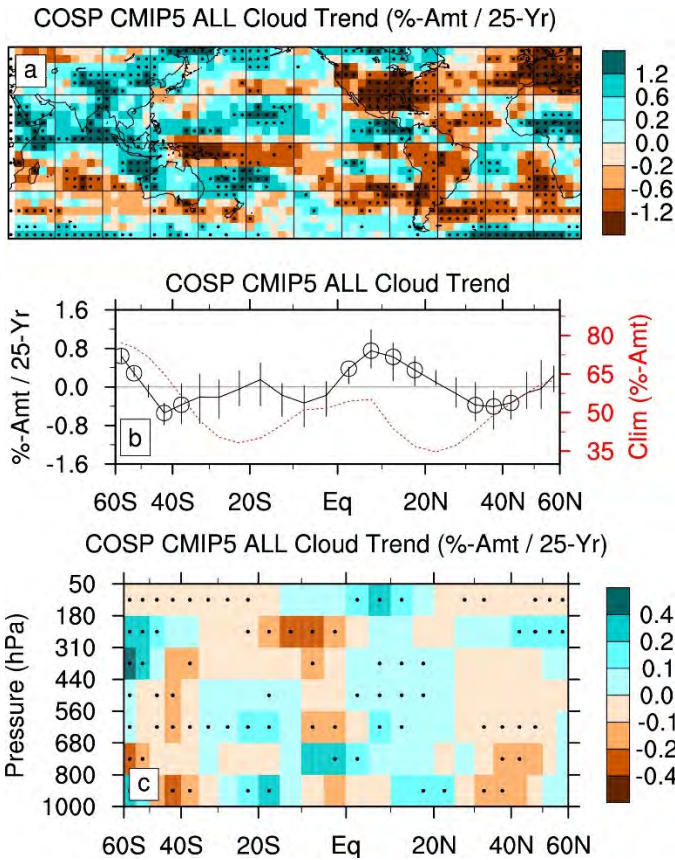 COSP CMIP5 ALL Cloud Trend (%-Amt / 25-Yr)
a
1.2
0.6
0.2
-0.2
-0.6
-1.2
COSP CMIP5 ALL Cloud Trend
%-Amt / 25-Yr
1.6
0.8
0.0
-0.8
-1.6
b
80
65
50
35
Clim (%-Amt)
60S 40S 20S Eq 20N 40N 60N
COSP CMIP5 ALL Cloud Trend (%-Amt / 25-Yr)
Pressure (hPa)
50
180
310
440
560
680
800
1000
c
0.4
0.2
0.1
0.0
-0.1
-0.2
-0.4
60S 40S 20S Eq 20N 40N 60N